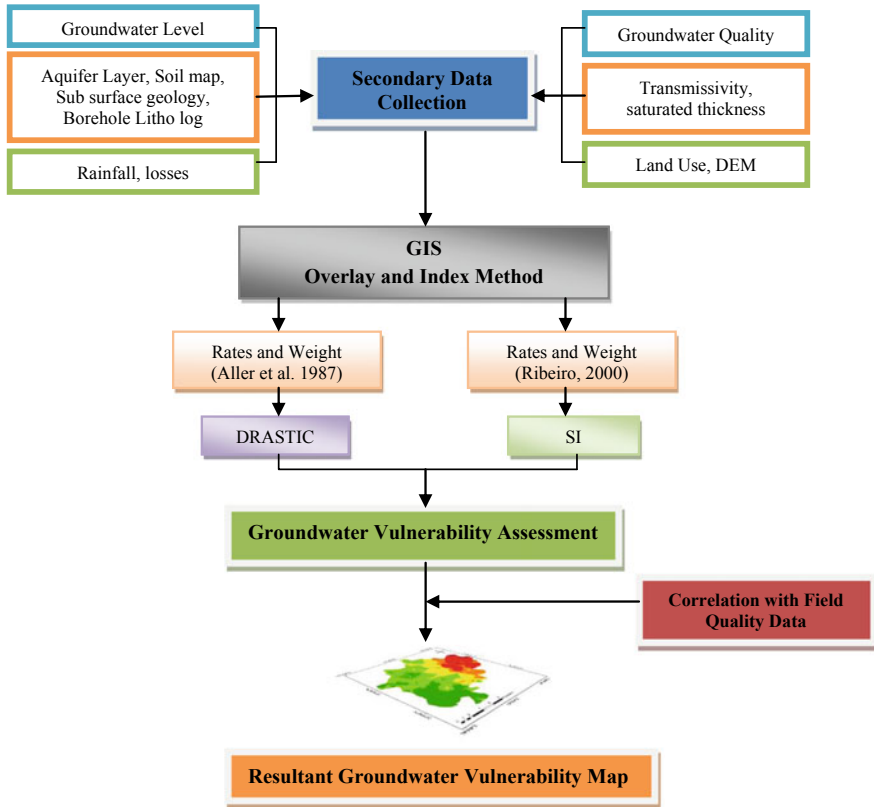 Groundwater Level
Aquifer Layer, Soil map,
Sub surface geology,
Borehole Litho log
Rainfall, losses
Secondary Data
Collection
Groundwater Quality
Transmissivity,
saturated thickness
Land Use, DEM
GIS
Overlay and Index Method
Rates and Weight
(Aller et al. 1987)
Rates and Weight
(Ribeiro, 2000)
DRASTIC
SI
Groundwater Vulnerability Assessment
Correlation with Field
Quality Data
Resultant Groundwater Vulnerability Map